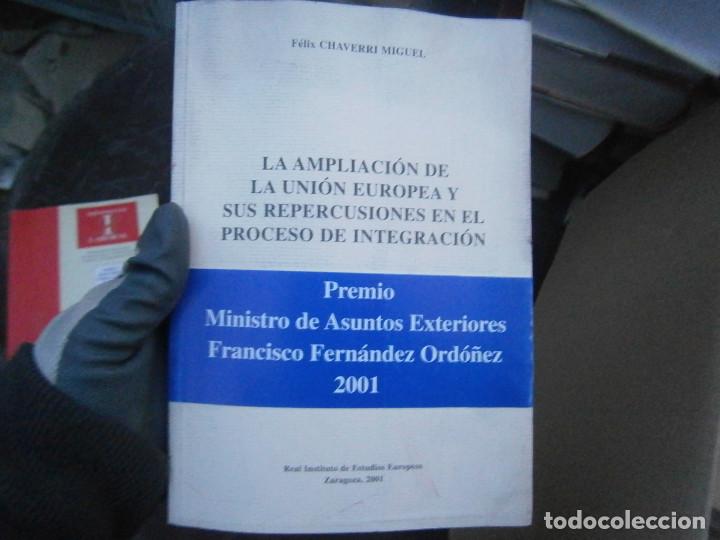 Félix CHAVERRI MIGUEL
LA AMPLIACIÓN DE
LA UNIÓN EUROPEA Y
SUS REPERCUSIONES EN EL
PROCESO DE INTEGRACIÓN
Premio
Ministro de Asuntos Exteriores
Francisco Fernández Ordóñez
2001
Real Instituto de Estudios Europeos
Zaragoza, 2001
todocoleccion